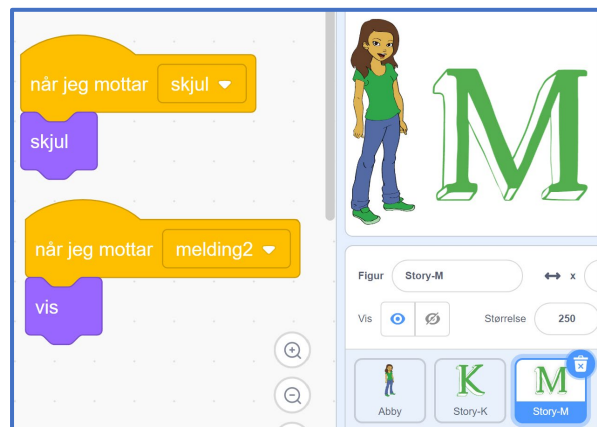 når jeg mottar skjul
skjul
når jeg mottar melding2
vis
M
Figur Story-M x
Vis Størrelse 250
K M
Abby Story-K Story-M